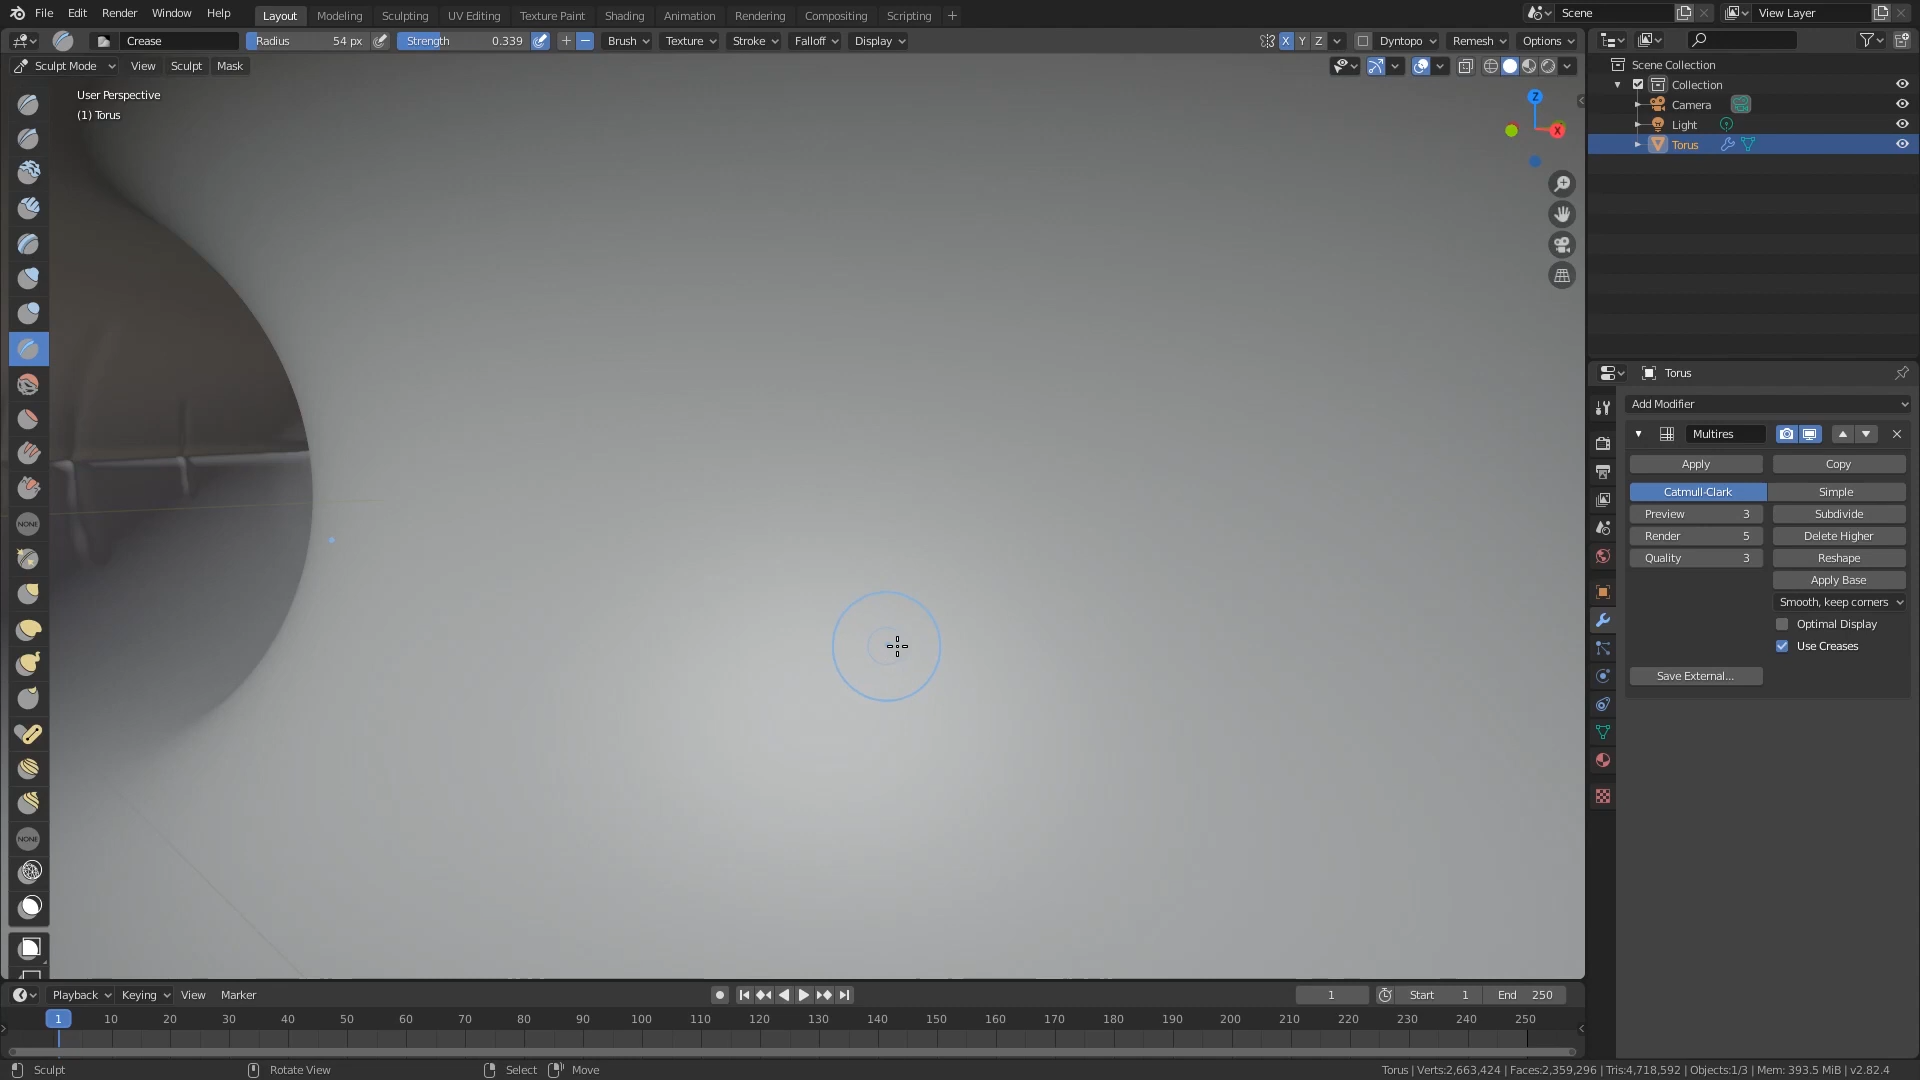 File Edit Render Window Help Layout Modeling Sculpting UV Editing Texture Paint Shading Animation Rendering Compositing Scripting + Scene View Layer
Crease Radius 54 px Strength 0.339 + − Brush Texture Stroke Falloff Display X Y Z Dyntopo Remesh Options
Sculpt Mode View Sculpt Mask
User Perspective
(1) Torus
Z
X
NONE
NONE
Scene Collection
Collection
Camera
Light
Torus
Torus
Add Modifier
Multires
Apply Copy
Catmull-Clark Simple
Preview 3 Subdivide
Render 5 Delete Higher
Quality 3 Reshape
Apply Base
Smooth, keep corners
Optimal Display
Use Creases
Save External...
Playback Keying View Marker 1 Start 1 End 250
1 10 20 30 40 50 60 70 80 90 100 110 120 130 140 150 160 170 180 190 200 210 220 230 240 250
Sculpt Rotate View Select Move Torus | Verts:2,663,424 | Faces:2,359,296 | Tris:4,718,592 | Objects:1/3 | Mem: 393.5 MiB | v2.82.4